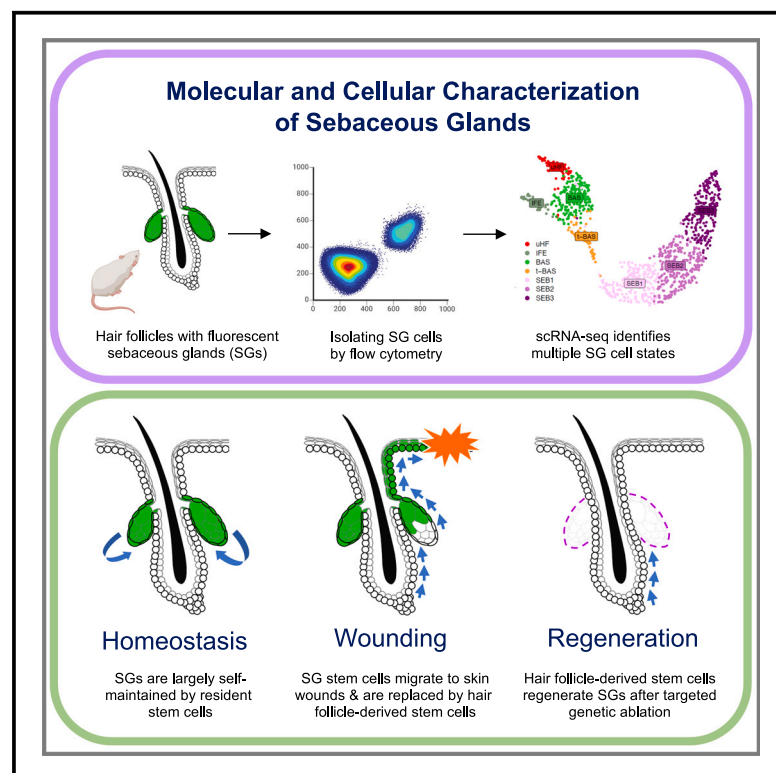 Molecular and Cellular Characterization
of Sebaceous Glands
1000
800
600
400
200
0
0 200 400 600 800 1000
uHF
IFE
BAS
t-BAS
SEB1
SEB2
uHF
IFE
BAS
t-BAS
SEB1
SEB2
SEB3
Hair follicles with fluorescent
sebaceous glands (SGs)
Isolating SG cells
by flow cytometry
scRNA-seq identifies
multiple SG cell states
Homeostasis
SGs are largely self-
maintained by resident
stem cells
Wounding
SG stem cells migrate to skin
wounds & are replaced by hair
follicle-derived stem cells
Regeneration
Hair follicle-derived stem cells
regenerate SGs after targeted
genetic ablation